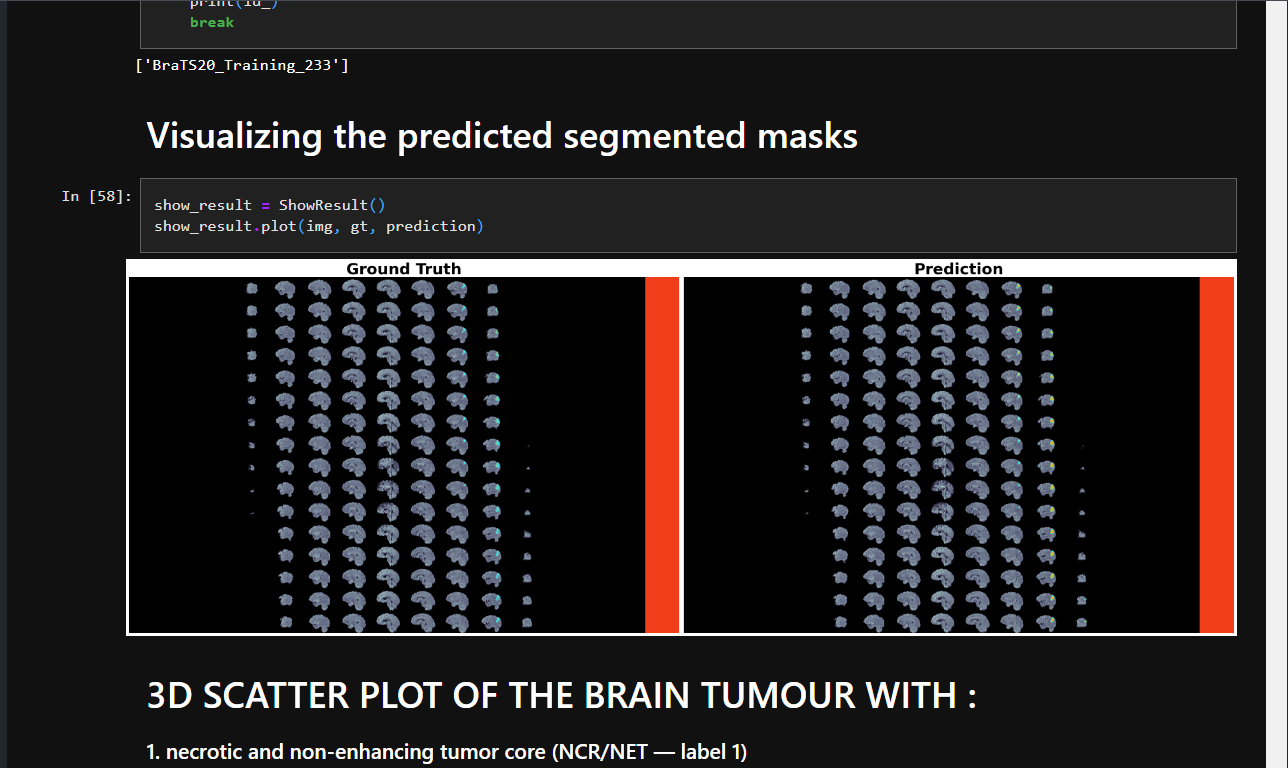 print(id_)
break
['BraTS20_Training_233']
Visualizing the predicted segmented masks
In [58]:
show_result = ShowResult()
show_result.plot(img, gt, prediction)
Ground Truth
Prediction
3D SCATTER PLOT OF THE BRAIN TUMOUR WITH :
1. necrotic and non-enhancing tumor core (NCR/NET — label 1)